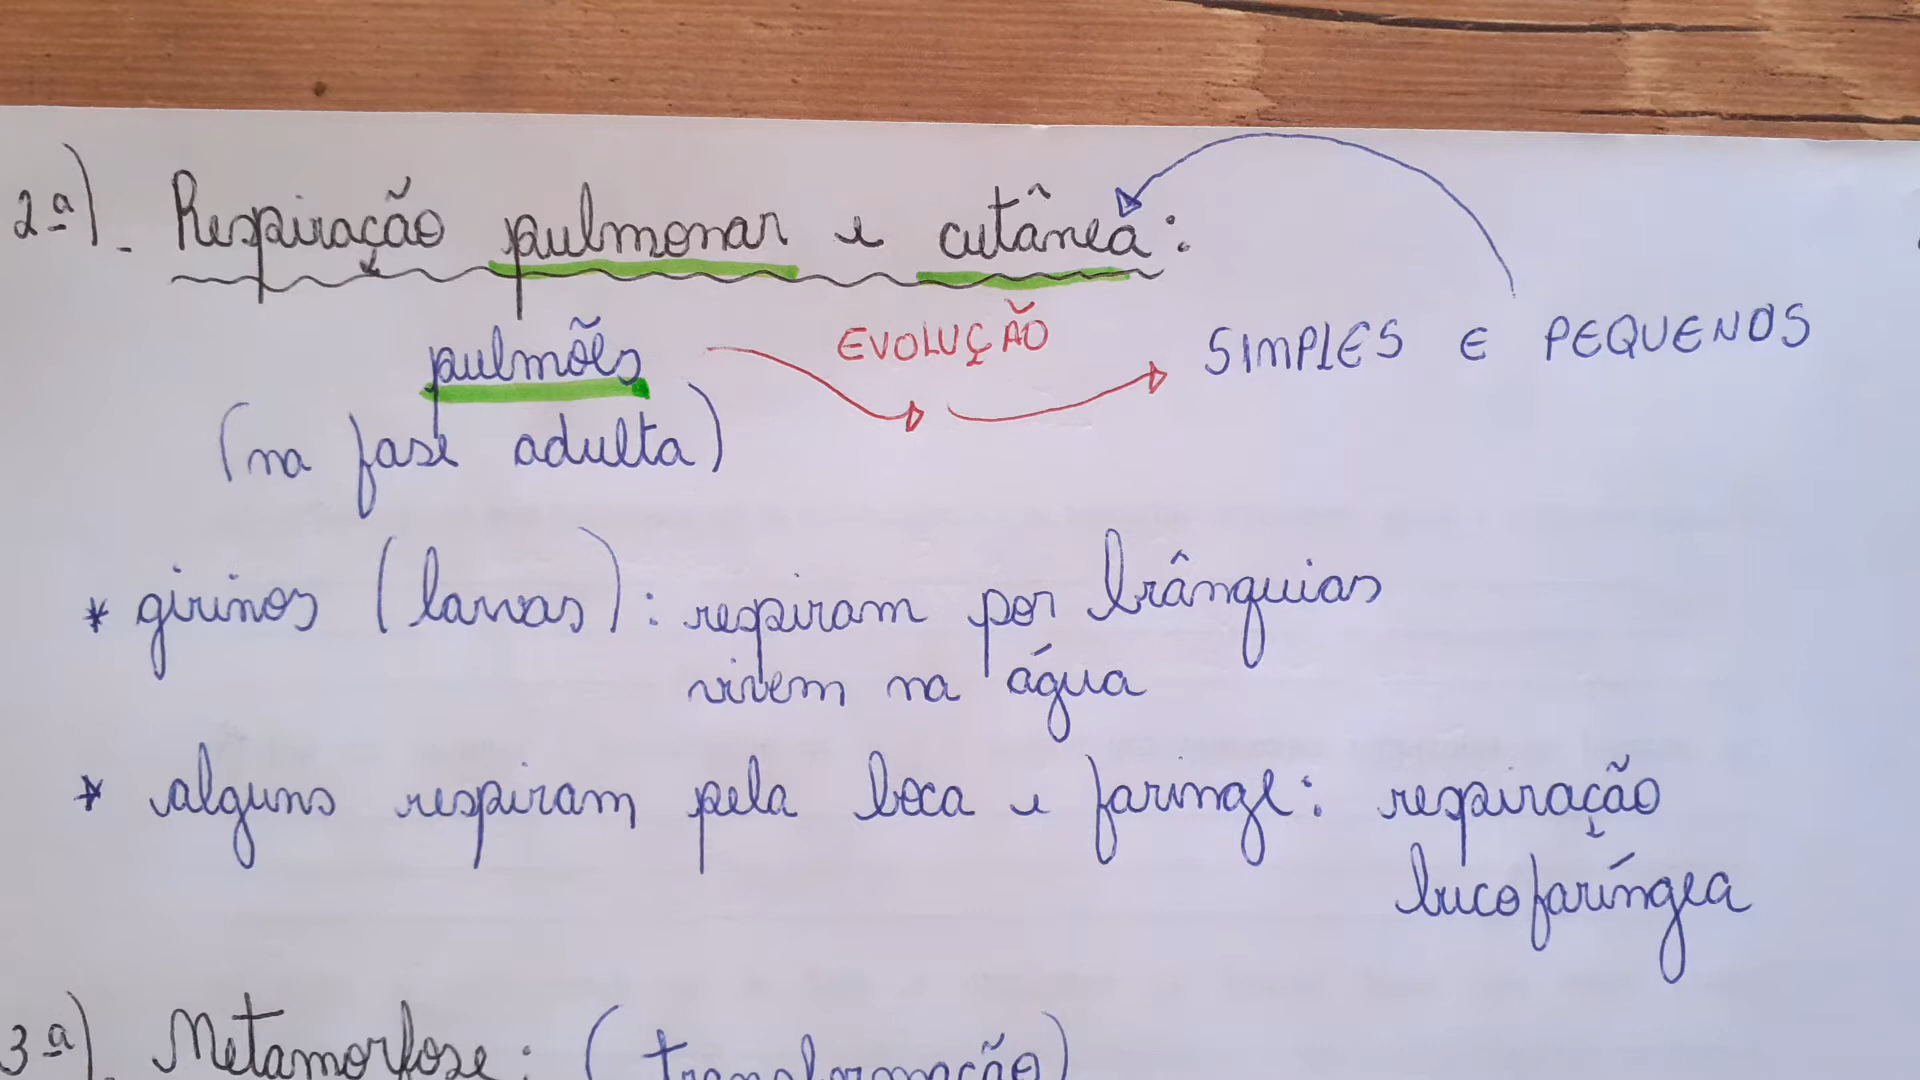 2ª). Respiração pulmonar e cutânea:
pulmões EVOLUÇÃO SIMPLES E PEQUENOS
(na fase adulta)
* girinos (larvas): respiram por brânquias
vivem na água
* alguns respiram pela boca e faringe: respiração
bucofaríngea
3ª). Metamorfose: (transformação)